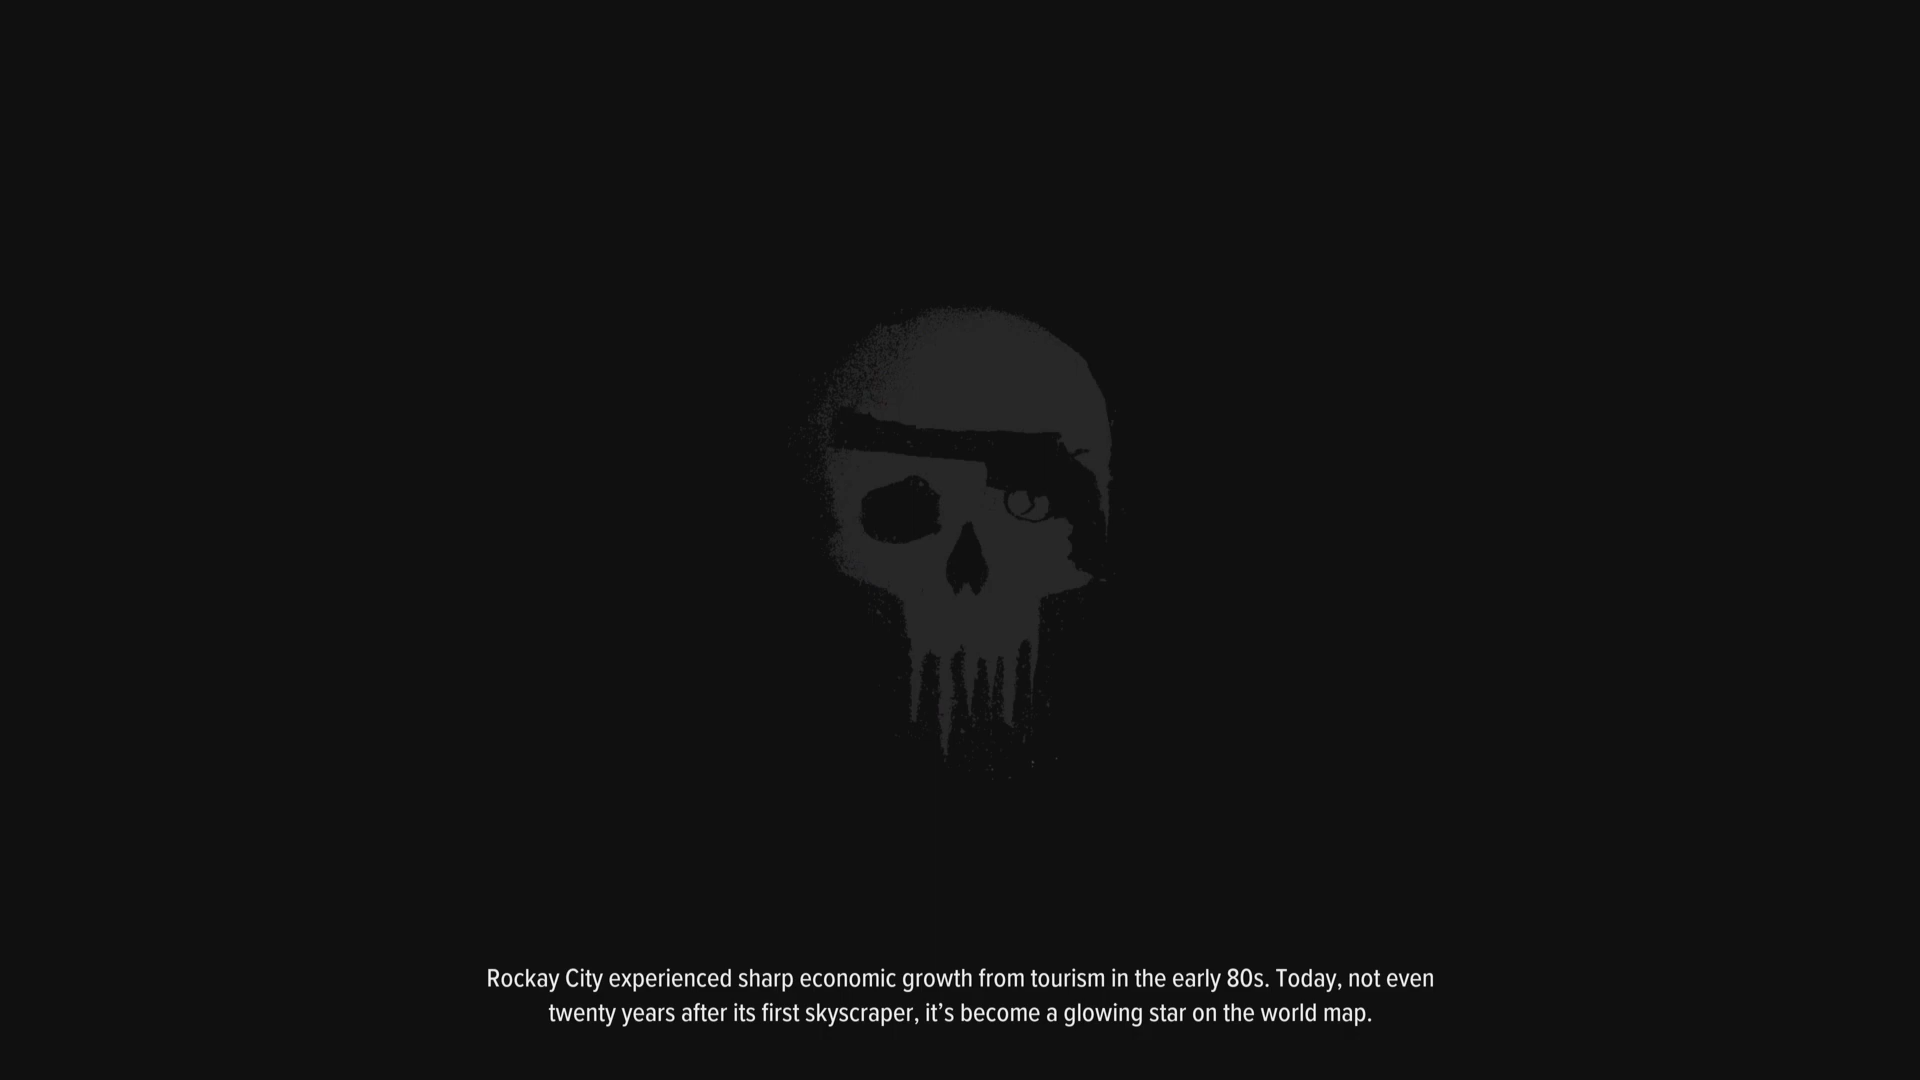 Rockay City experienced sharp economic growth from tourism in the early 80s. Today, not even
twenty years after its first skyscraper, it’s become a glowing star on the world map.